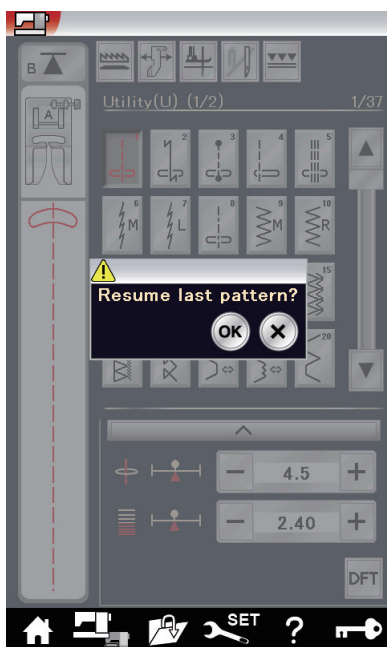 B
Utility(U) (1/2) 1/37
A
1 2 3 4 5
6 M 7 L 8 9 M 10 R
Resume last pattern?
15
OK
20
4.5
2.40
DFT
SET ?